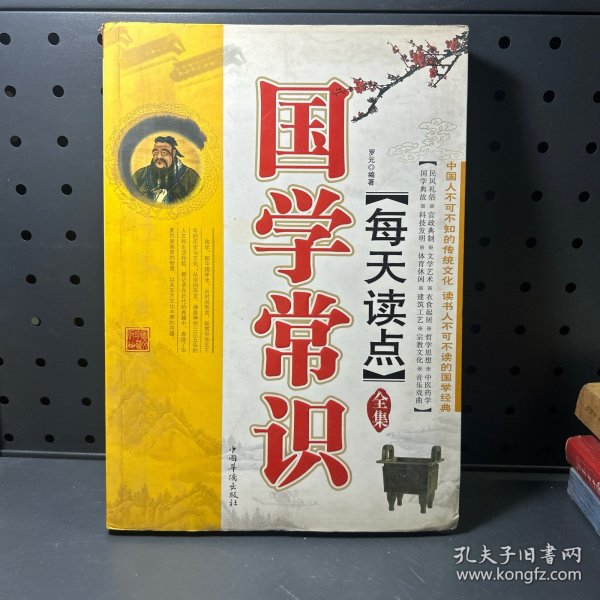 中国人不可不知的传统文化 读书人不可不读的国学经典
【民风礼俗※官政典制※文学艺术※衣食起居※哲学思想※中医药学
国学典故※科技发明※体育休闲※建筑工艺※宗教文化※音乐戏曲】
罗元◎编著
【每天读点】
全集
国学常识
中国华侨出版社
孔夫子旧书网
www.kongfz.com